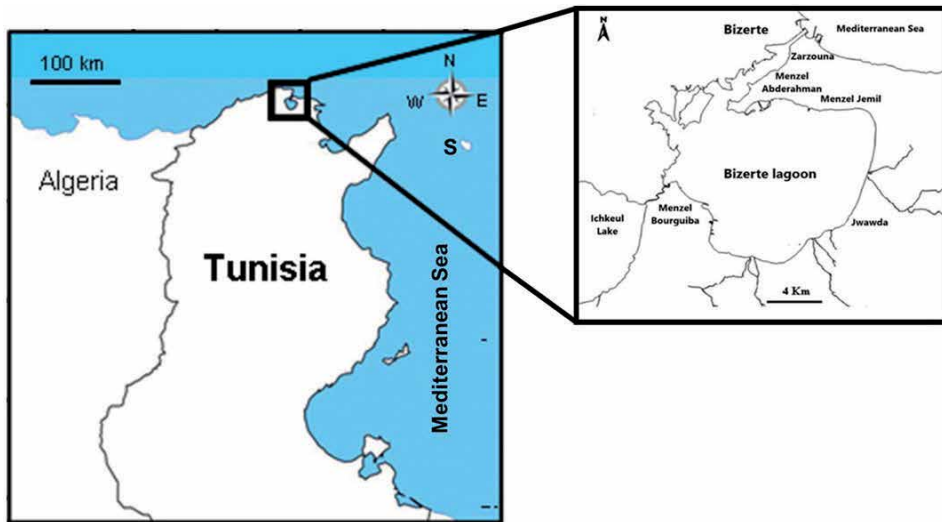 100 km
N
W
E
S
Algeria
Tunisia
Mediterranean Sea
N
Bizerte
Mediterranean Sea
Zarzouna
Menzel
Abderahman
Menzel Jemil
Bizerte lagoon
Ichkeul
Lake
Menzel
Bourguiba
Jwawda
4 Km